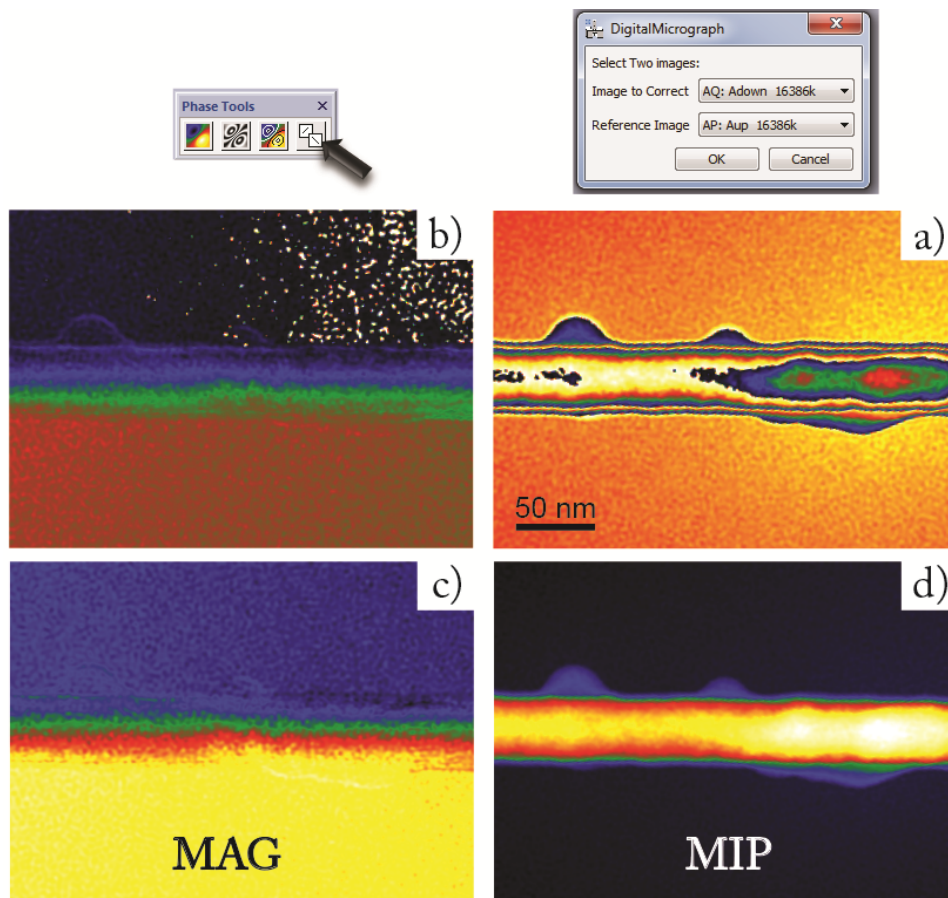 Phase Tools
DigitalMicrograph
Select Two images:
Image to Correct AQ: Adown 16386k
Reference Image AP: Aup 16386k
OK Cancel
b)
a)
50 nm
c)
MAG
d)
MIP